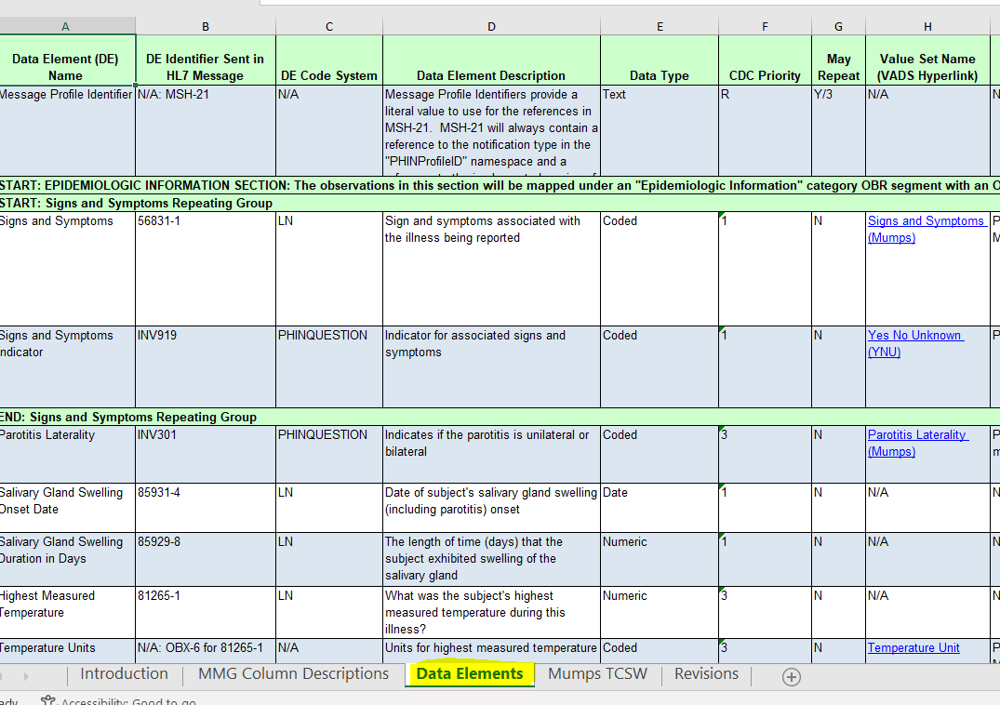 A B C D E F G H
Data Element (DE) Name
DE Identifier Sent in HL7 Message
DE Code System
Data Element Description
Data Type
CDC Priority
May Repeat
Value Set Name (VADS Hyperlink)
Message Profile Identifier
N/A: MSH-21
N/A
Message Profile Identifiers provide a
literal value to use for the references in
MSH-21. MSH-21 will always contain a
reference to the notification type in the
"PHINProfileID" namespace and a
Text
R
Y/3
N/A
START: EPIDEMIOLOGIC INFORMATION SECTION: The observations in this section will be mapped under an "Epidemiologic Information" category OBR segment with an O
START: Signs and Symptoms Repeating Group
Signs and Symptoms
56831-1
LN
Sign and symptoms associated with
the illness being reported
Coded
1
N
Signs and Symptoms
(Mumps)
Signs and Symptoms
Indicator
INV919
PHINQUESTION
Indicator for associated signs and
symptoms
Coded
1
N
Yes No Unknown
(YNU)
END: Signs and Symptoms Repeating Group
Parotitis Laterality
INV301
PHINQUESTION
Indicates if the parotitis is unilateral or
bilateral
Coded
3
N
Parotitis Laterality
(Mumps)
Salivary Gland Swelling
Onset Date
85931-4
LN
Date of subject's salivary gland swelling
(including parotitis) onset
Date
1
N
N/A
Salivary Gland Swelling
Duration in Days
85929-8
LN
The length of time (days) that the
subject exhibited swelling of the
salivary gland
Numeric
1
N
N/A
Highest Measured
Temperature
81265-1
LN
What was the subject's highest
measured temperature during this
illness?
Numeric
3
N
N/A
Temperature Units
N/A: OBX-6 for 81265-1
N/A
Units for highest measured temperature
Coded
3
N
Temperature Unit
Introduction
MMG Column Descriptions
Data Elements
Mumps TCSW
Revisions
Accessibility: Good to go